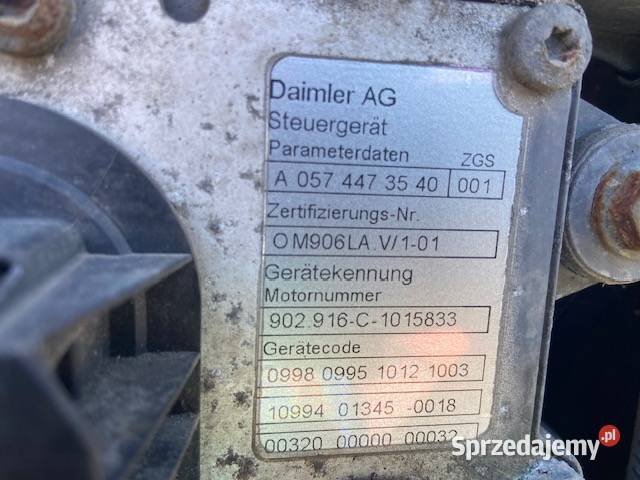 Daimler AG
Steuergerät
Parameterdaten ZGS
A 057 447 35 40 001
Zertifizierungs-Nr.
OM906LA.V/1-01
Gerätekennung
Motornummer
902.916-C-1015833
Gerätecode
0998 0995 1012 1003
10994 01345 -0018
00320 00000 00032
Sprzedajemy.pl